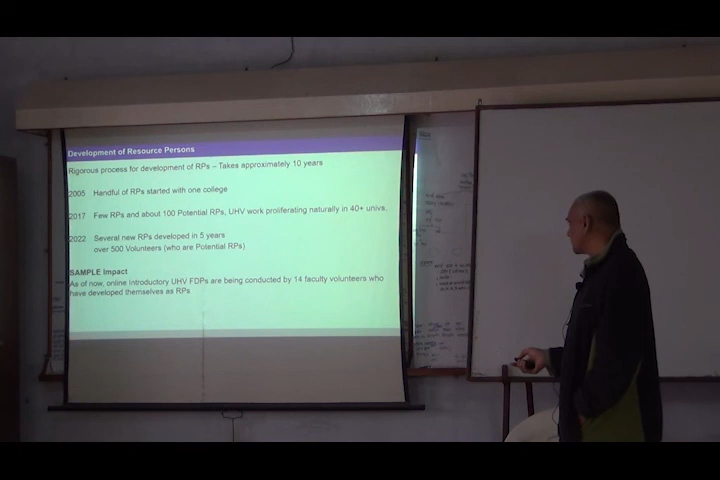 Development of Resource Persons
Rigorous process for development of RPs – Takes approximately 10 years
2005 Handful of RPs started with one college
2017 Few RPs and about 100 Potential RPs, UHV work proliferating naturally in 40+ univs.
2022 Several new RPs developed in 5 years
over 500 Volunteers (who are Potential RPs)
SAMPLE Impact
As of now, online Introductory UHV FDPs are being conducted by 14 faculty volunteers who
have developed themselves as RPs